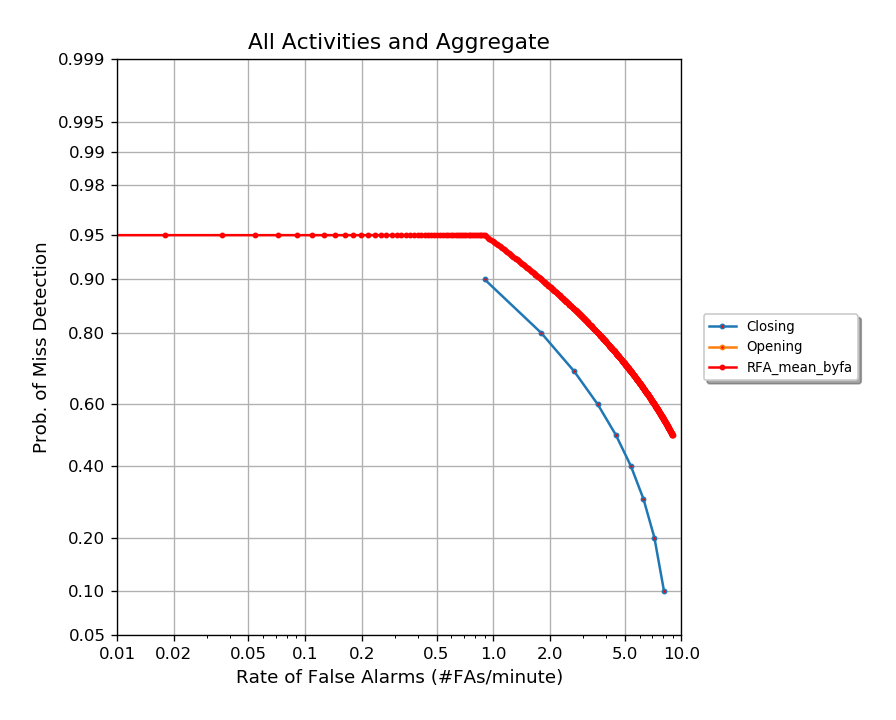 All Activities and Aggregate
0.999
0.995
0.99
0.98
0.95
0.90
0.80
0.60
0.40
0.20
0.10
0.05
Prob. of Miss Detection
0.01 0.02 0.05 0.1 0.2 0.5 1.0 2.0 5.0 10.0
Rate of False Alarms (#FAs/minute)
Closing
Opening
RFA_mean_byfa